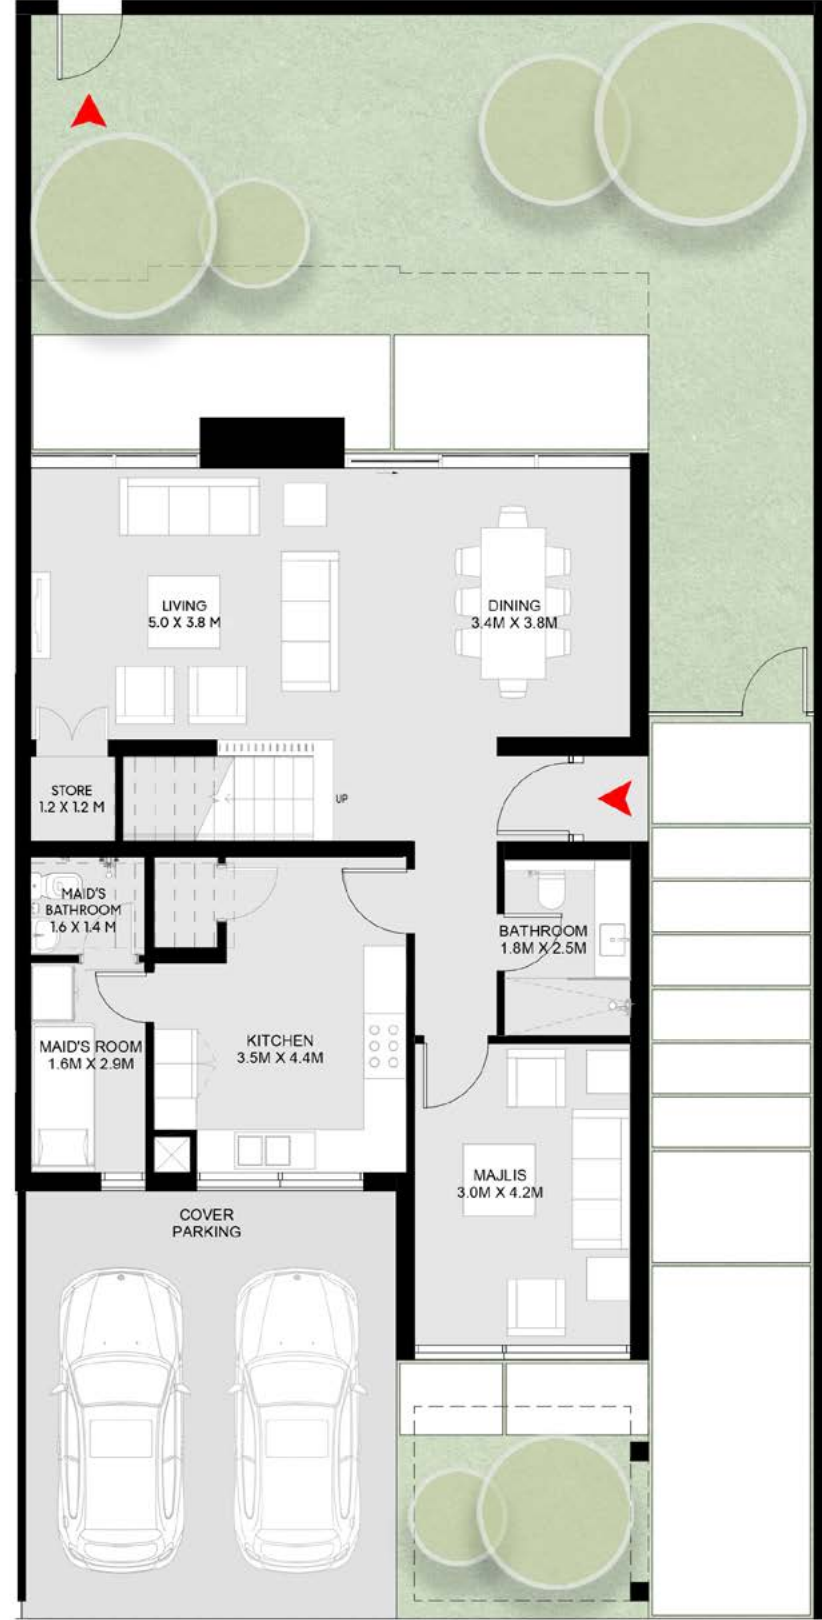 LIVING
5.0 X 3.8 M
DINING
3.4M X 3.8M
STORE
1.2 X 1.2 M
UP
MAID'S
BATHROOM
1.6 X 1.4 M
BATHROOM
1.8M X 2.5M
MAID'S ROOM
1.6M X 2.9M
KITCHEN
3.5M X 4.4M
MAJLIS
3.0M X 4.2M
COVER
PARKING